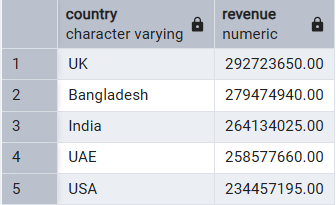 country revenue
character varying numeric
1 UK 292723650.00
2 Bangladesh 279474940.00
3 India 264134025.00
4 UAE 258577660.00
5 USA 234457195.00